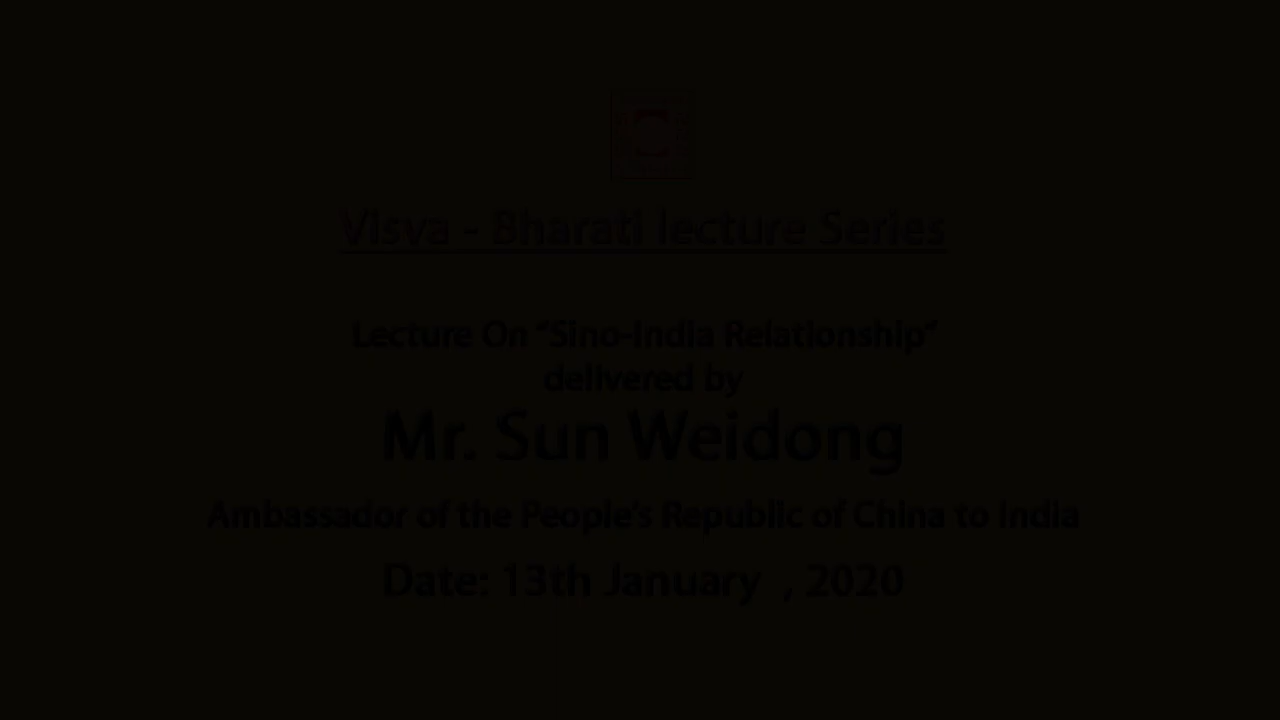 Visva - Bharati lecture Series
Lecture On “Sino-India Relationship”
delivered by
Mr. Sun Weidong
Ambassador of the People’s Republic of China to India
Date: 13th January , 2020